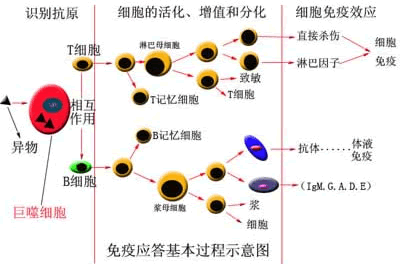 识别抗原
细胞的活化、增值和分化
细胞免疫效应
T细胞
淋巴母细胞
直接杀伤
淋巴因子
细胞
免疫
致敏
T细胞
T记忆细胞
相互
作用
异物
B记忆细胞
B细胞
巨噬细胞
浆母细胞
浆
细胞
抗体······体液
免疫
(IgM.G.A.D.E)
免疫应答基本过程示意图